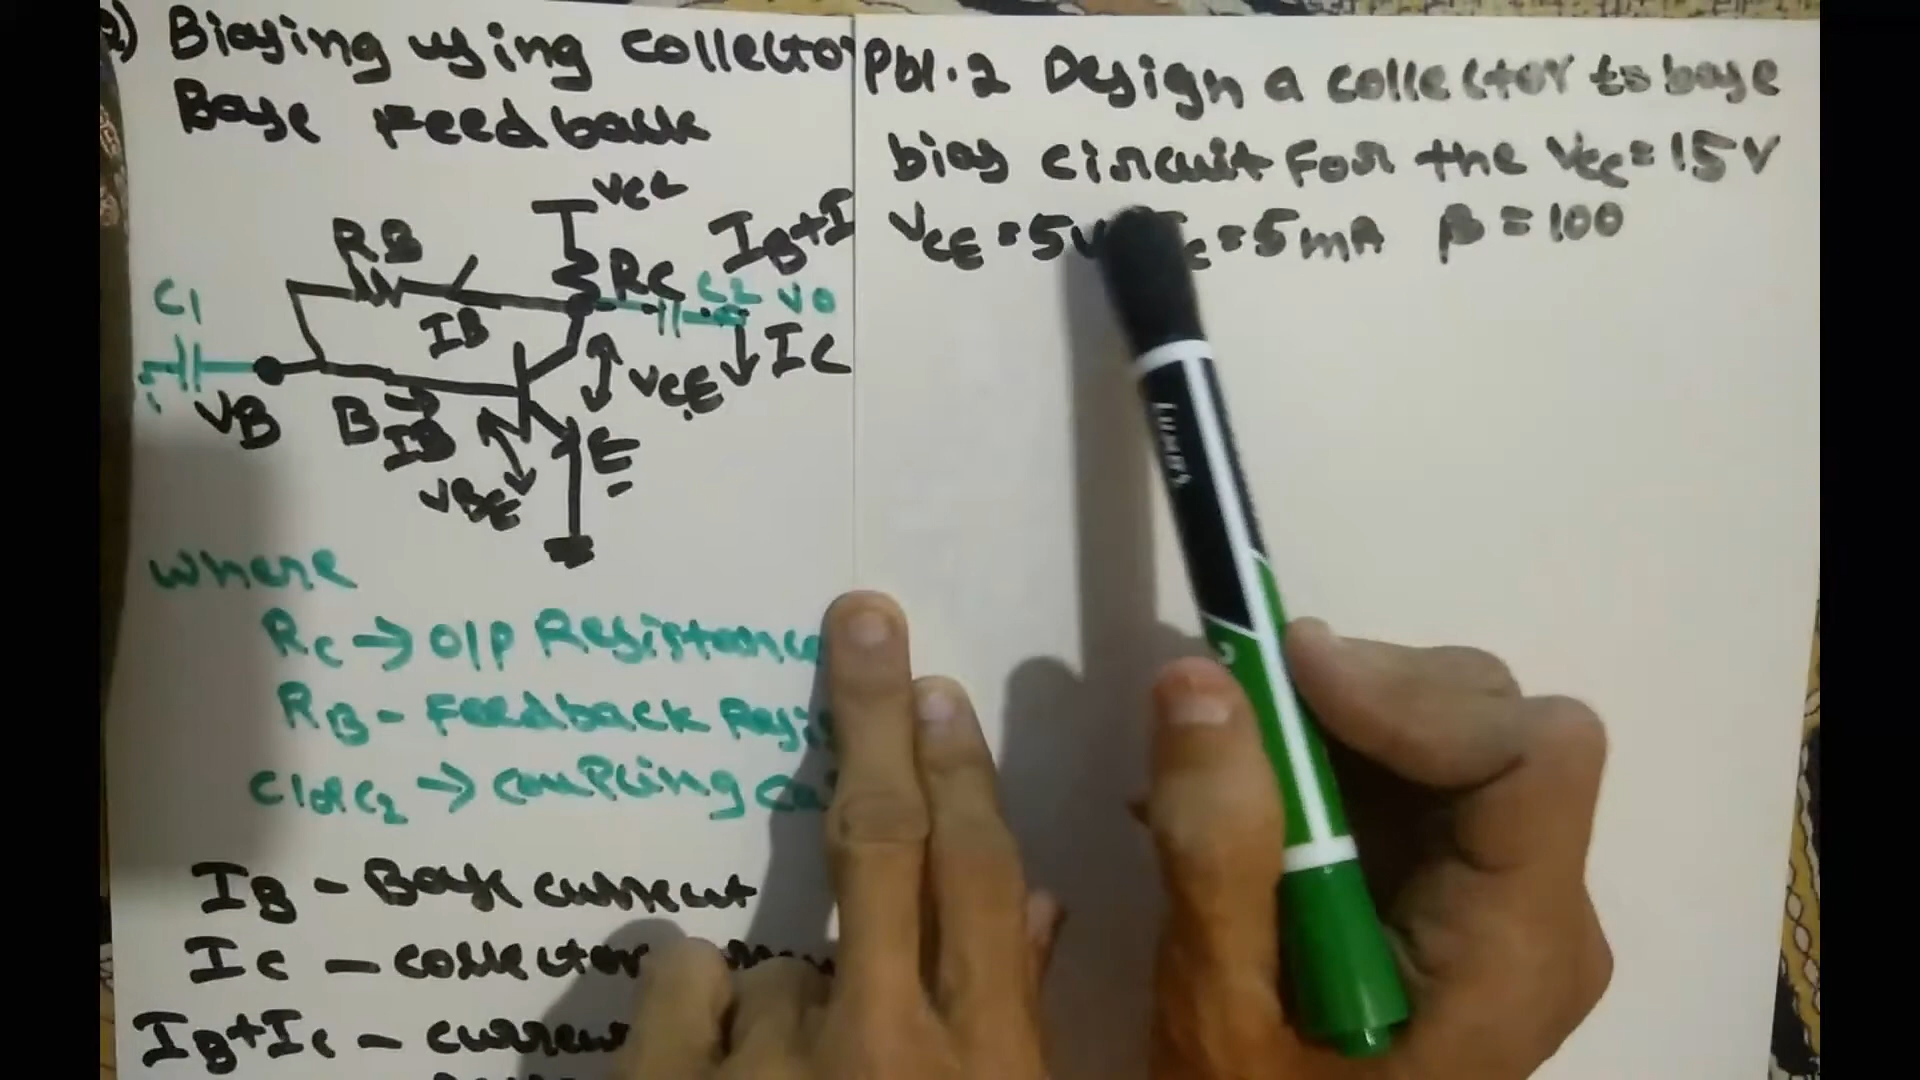 2) Biasing using collector
Base Feedback
VCC
RB
IB+I
RC
C2
VO
C1
IB
IC
VCE
VB
B
IB
E
VBE
where
RC → O/P Resistance
RB - Feedback
C1 & C2 → coupling
IB - Base current
IC - collector
IB+IC - current
Pbl.2 Design a collector to base
bias circuit For the VCC = 15V
VCE = 5V IC = 5mA β = 100
Luxor